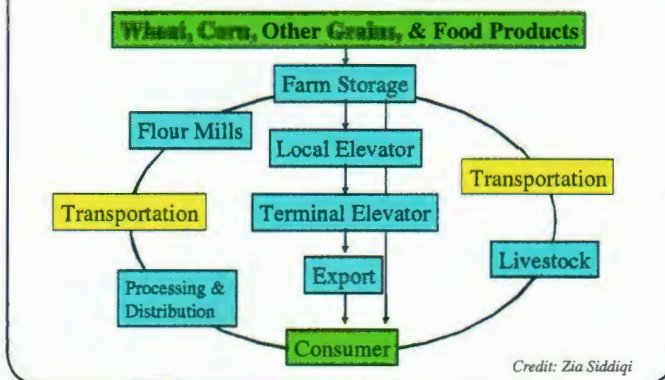 Wheat, Corn, Other Grains, & Food Products
Farm Storage
Flour Mills
Local Elevator
Transportation
Transportation
Terminal Elevator
Livestock
Export
Processing &
Distribution
Consumer
Credit: Zia Siddiqi